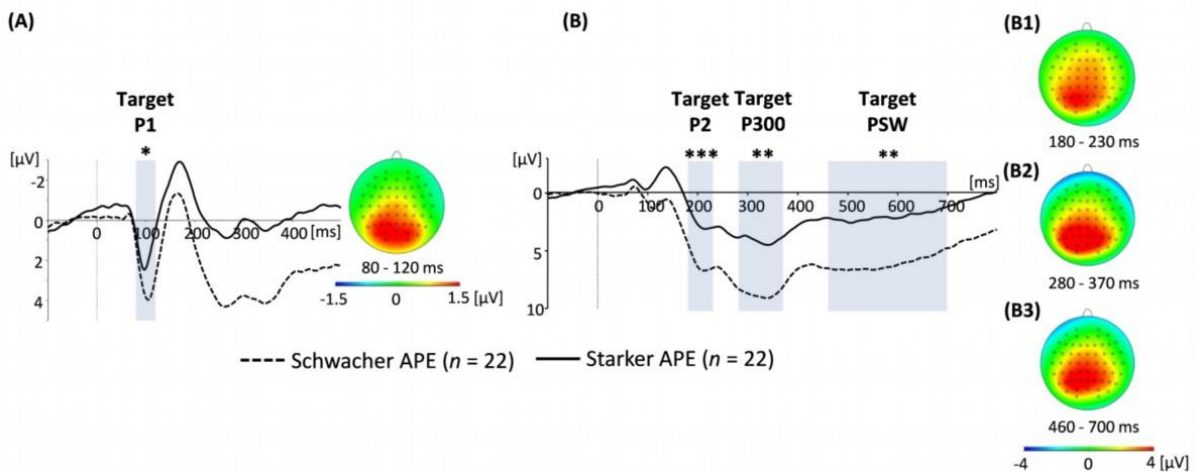 (A)
Target
P1
*
[µV]
-2
0
2
4
0
100
200
300
400 [ms]
80 - 120 ms
-1.5
0
1.5 [µV]
(B)
Target
P2
***
Target
P300
**
Target
PSW
**
[µV]
0
5
10
[ms]
0
100
200
300
400
500
600
700
(B1)
180 - 230 ms
(B2)
280 - 370 ms
(B3)
460 - 700 ms
-4
0
4 [µV]
Schwacher APE (n = 22)
Starker APE (n = 22)